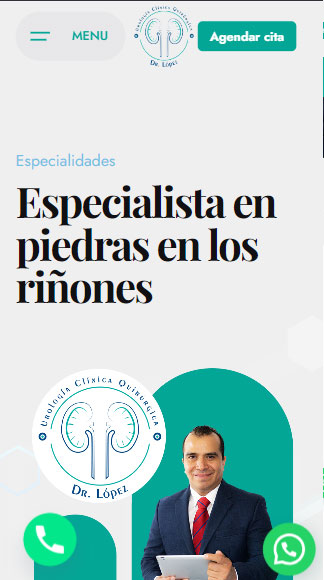 MENU
Urología Clínica Quirúrgica
Dr. López
Agendar cita
Especialidades
Especialista en
piedras en los
riñones
Urología Clínica Quirúrgica
Dr. López